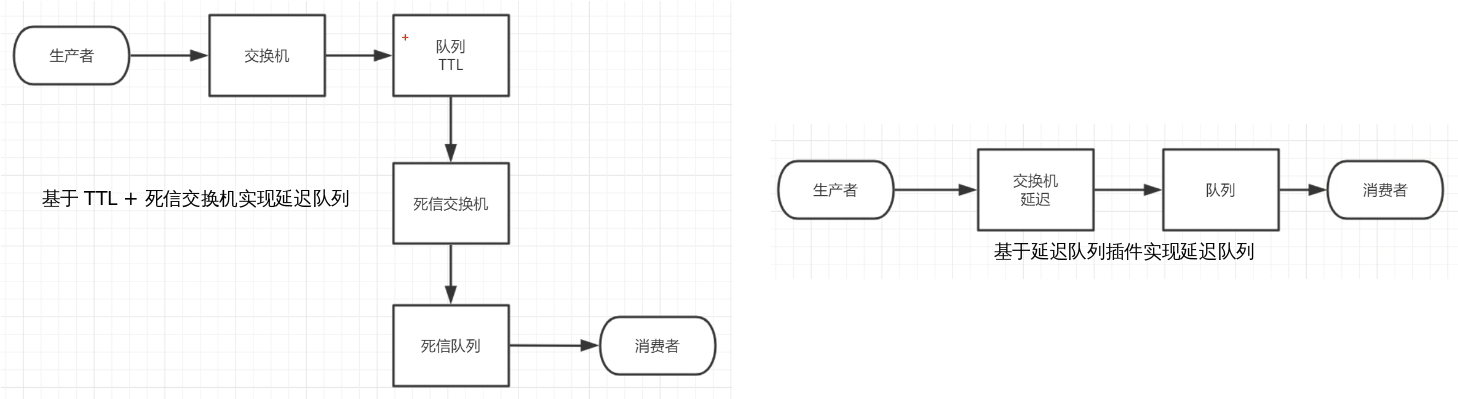 生产者
交换机
队列
TTL
基于 TTL + 死信交换机实现延迟队列
死信交换机
死信队列
消费者
生产者
交换机
延迟
队列
消费者
基于延迟队列插件实现延迟队列